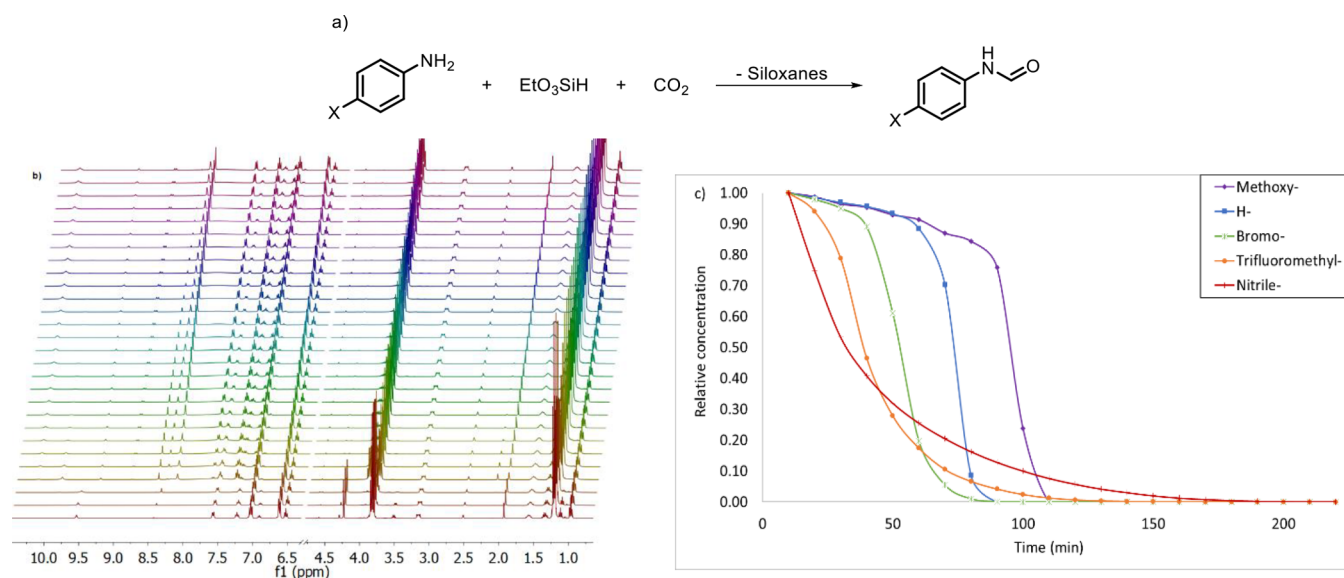 a)
NH2
X
+
EtO3SiH
+
CO2
- Siloxanes
H
N
O
X
b)
10.0 9.5 9.0 8.5 8.0 7.5 7.0 6.5 4.5 3.5 3.0 2.5 2.0 1.5 1.0
f1 (ppm)
c)
Relative concentration
1.00
0.90
0.80
0.70
0.60
0.50
0.40
0.30
0.20
0.10
0.00
0 50 100 150 200
Time (min)
Methoxy-
H-
Bromo-
Trifluoromethyl-
Nitrile-